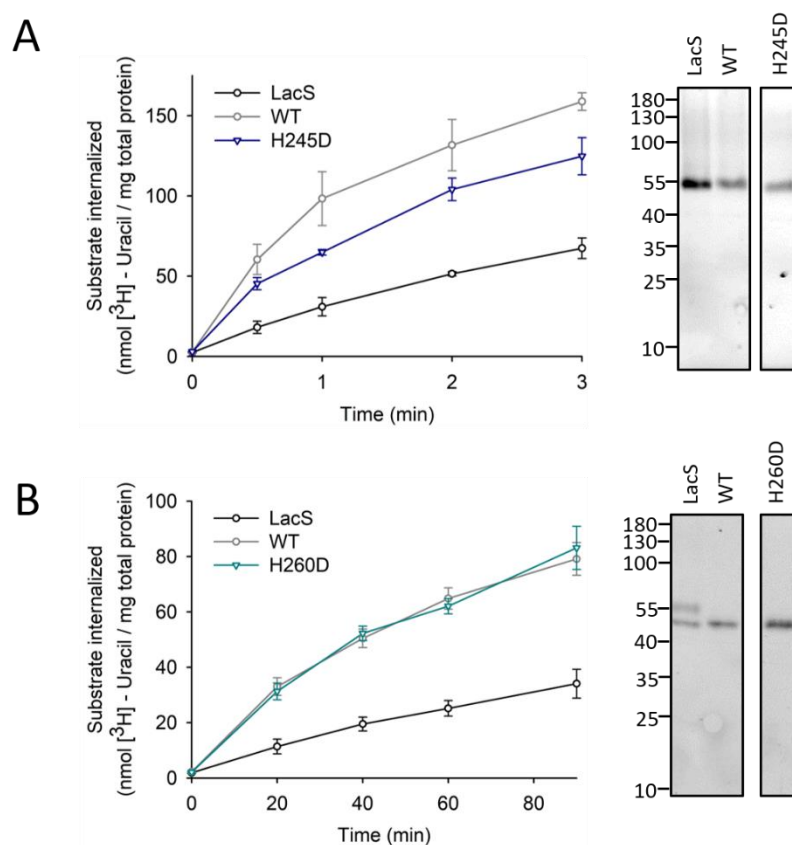 A
Substrate internalized
(nmol [³H] - Uracil / mg total protein)
150
100
50
0
LacS
WT
H245D
0 1 2 3
Time (min)
LacS WT H245D
180
130
100
55
40
35
25
10
B
Substrate internalized
(nmol [³H] - Uracil / mg total protein)
100
80
60
40
20
0
LacS
WT
H260D
0 20 40 60 80
Time (min)
LacS WT H260D
180
130
100
55
40
35
25
10